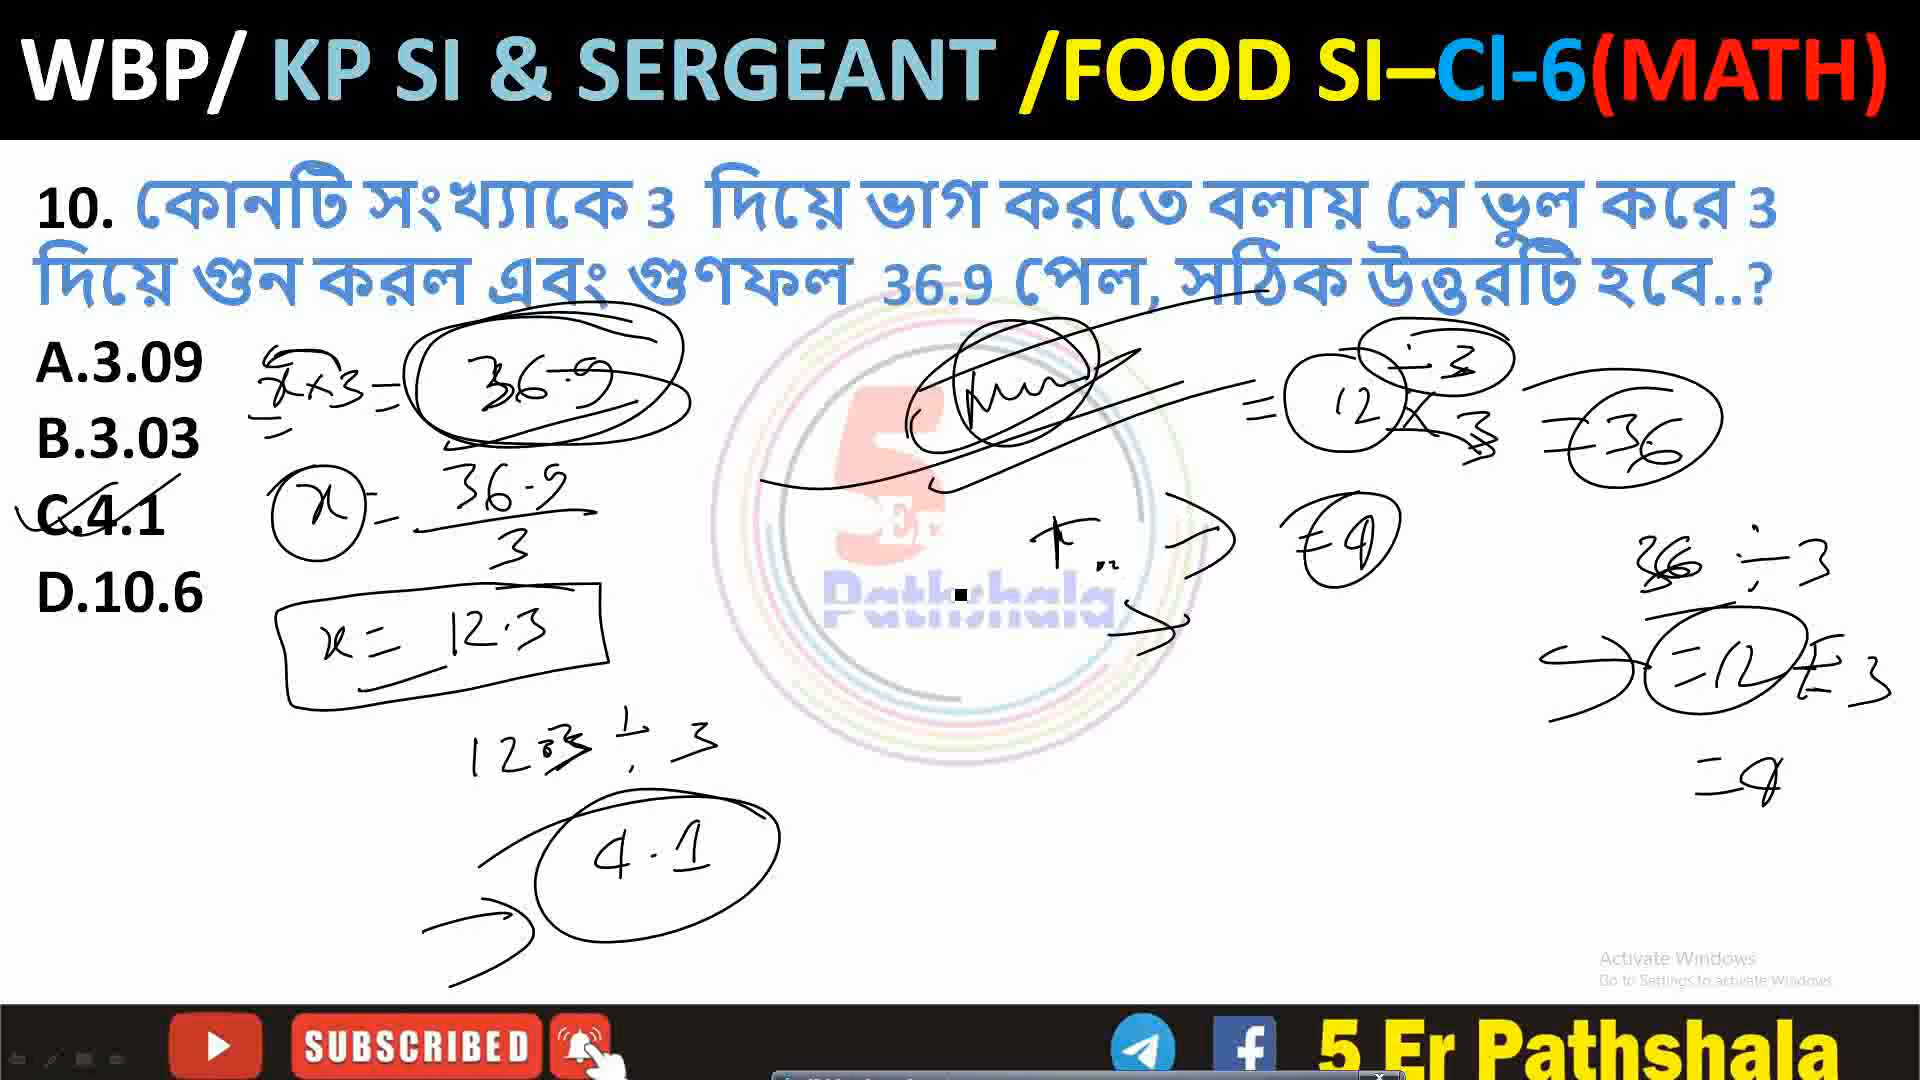 WBP/ KP SI & SERGEANT /FOOD SI–Cl-6(MATH)
10. কোনটি সংখ্যাকে 3 দিয়ে ভাগ করতে বলায় সে ভুল করে 3
দিয়ে গুন করল এবং গুণফল 36.9 পেল, সঠিক উত্তরটি হবে..?
A.3.09
B.3.03
C.4.1
D.10.6
x × 3 = 36.9
x = 36.9
3
x = 12.3
12.3 ÷ 3
4.1
÷ 3
= 12 × 3 = 36
= 4
36 ÷ 3
= 12 ÷ 3
= 4
5
Er
Pathshala
Activate Windows
Go to Settings to activate Windows.
SUBSCRIBED
5 Er Pathshala